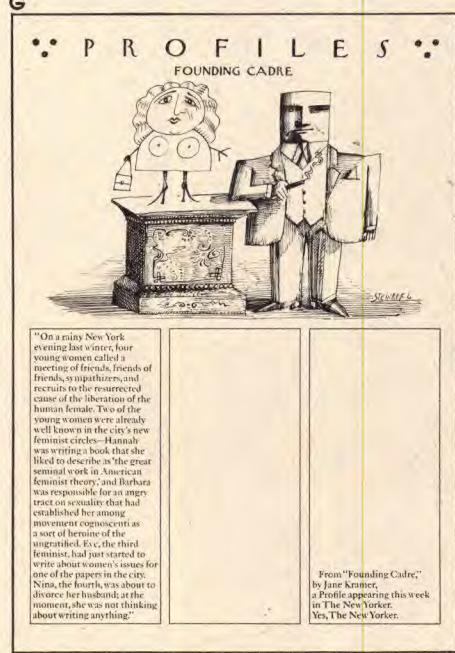 G
PROFILES
FOUNDING CADRE
"On a rainy New York
evening last winter, four
young women called a
meeting of friends, friends of
friends, sympathizers, and
recruits to the resurrected
cause of the liberation of the
human female. Two of the
young women were already
well known in the city's new
feminist circles—Hannah
was writing a book that she
liked to describe as 'the great
seminal work in American
feminist theory,' and Barbara
was responsible for an angry
tract on sexuality that had
established her among
movement cognoscenti as
a sort of heroine of the
ungratified. Eve, the third
feminist, had just started to
write about women's issues for
one of the papers in the city.
Nina, the fourth, was about to
divorce her husband; at the
moment, she was not thinking
about writing anything."
From "Founding Cadre,"
by Jane Kramer,
a Profile appearing this week
in The New Yorker.
Yes, The New Yorker.